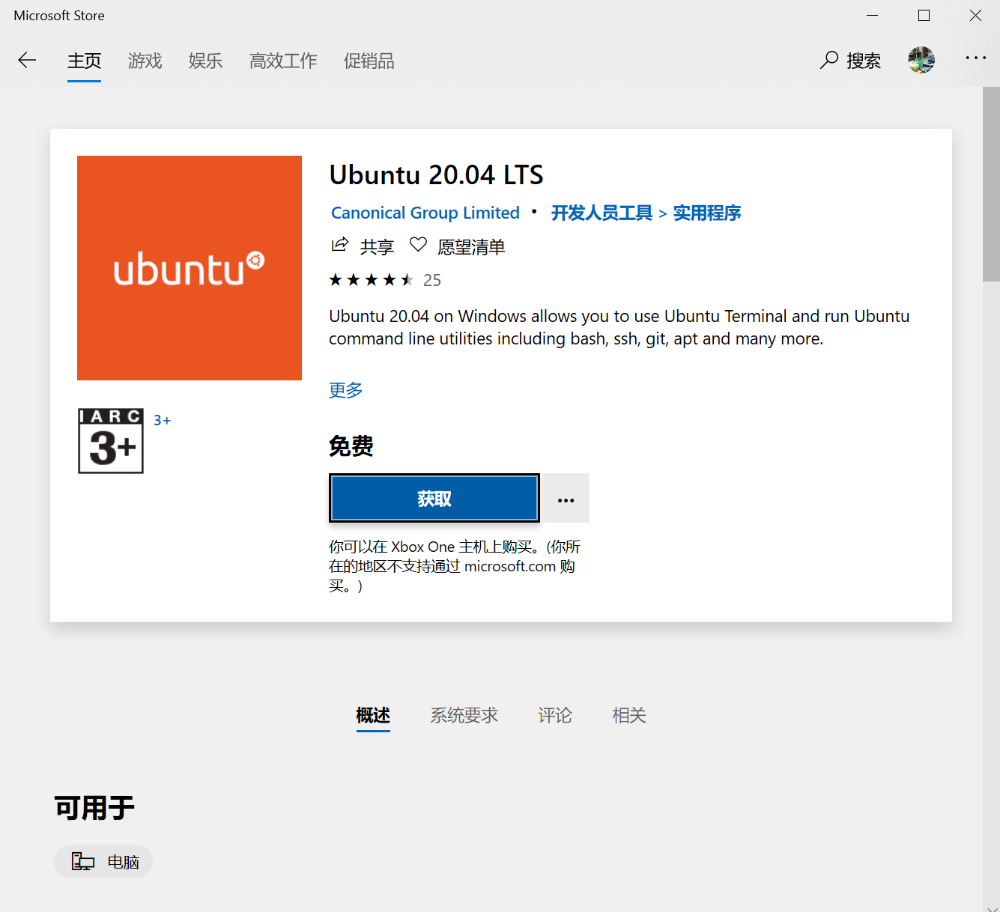 Microsoft Store
主页 游戏 娱乐 高效工作 促销品 搜索
ubuntu
Ubuntu 20.04 LTS
Canonical Group Limited • 开发人员工具 > 实用程序
共享 愿望清单
25
Ubuntu 20.04 on Windows allows you to use Ubuntu Terminal and run Ubuntu
command line utilities including bash, ssh, git, apt and many more.
更多
IARC
3+
3+
免费
获取
你可以在 Xbox One 主机上购买。(你所
在的地区不支持通过 microsoft.com 购
买。)
概述 系统要求 评论 相关
可用于
电脑